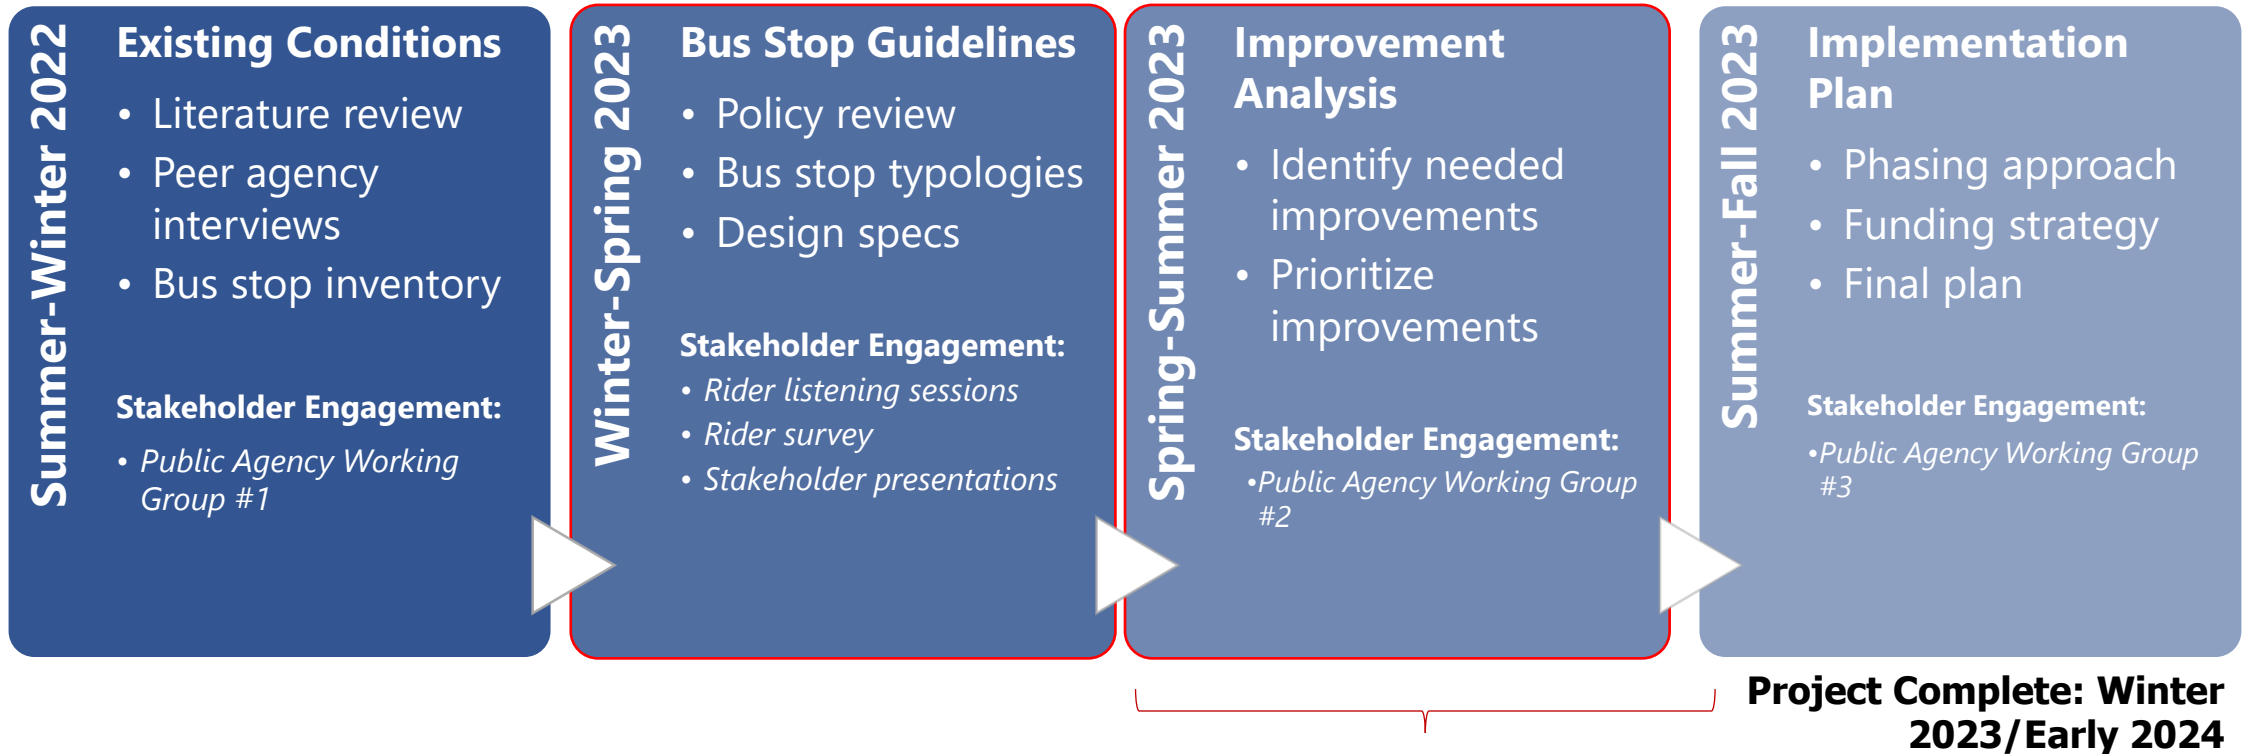 Summer-Winter 2022
Existing Conditions
• Literature review
• Peer agency
interviews
• Bus stop inventory
Stakeholder Engagement:
• Public Agency Working
Group #1
Winter-Spring 2023
Bus Stop Guidelines
• Policy review
• Bus stop typologies
• Design specs
Stakeholder Engagement:
• Rider listening sessions
• Rider survey
• Stakeholder presentations
Spring-Summer 2023
Improvement
Analysis
• Identify needed
improvements
• Prioritize
improvements
Stakeholder Engagement:
•Public Agency Working Group
#2
Summer-Fall 2023
Implementation
Plan
• Phasing approach
• Funding strategy
• Final plan
Stakeholder Engagement:
•Public Agency Working Group
#3
Project Complete: Winter
2023/Early 2024